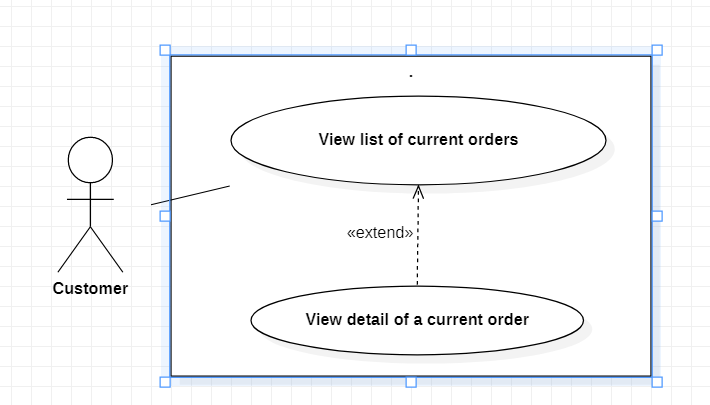 .
View list of current orders
«extend»
Customer
View detail of a current order